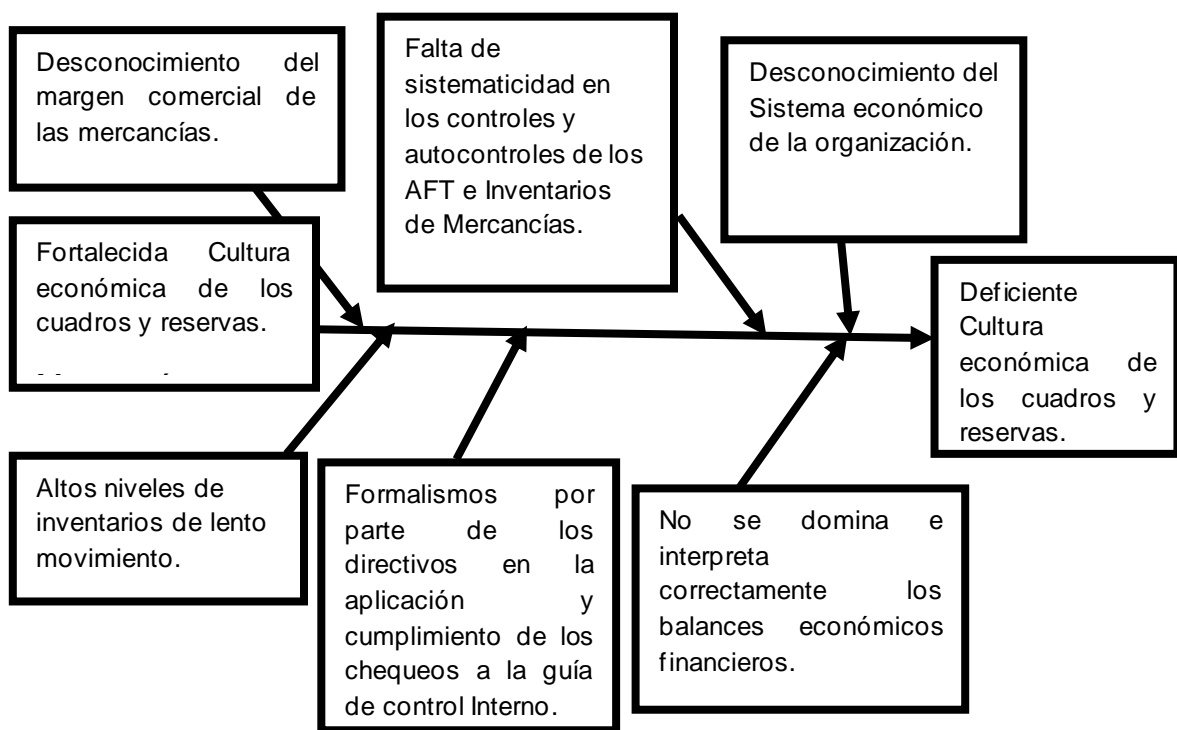 Desconocimiento del
margen comercial de
las mercancías.
Falta de
sistematicidad en
los controles y
autocontroles de los
AFT e Inventarios
de Mercancías.
Desconocimiento del
Sistema económico
de la organización.
Fortalecida Cultura
económica de los
cuadros y reservas.
Deficiente
Cultura
económica de
los cuadros y
reservas.
Altos niveles de
inventarios de lento
movimiento.
Formalismos por
parte de los
directivos en la
aplicación y
cumplimiento de los
chequeos a la guía
de control Interno.
No se domina e
interpreta
correctamente los
balances económicos
financieros.